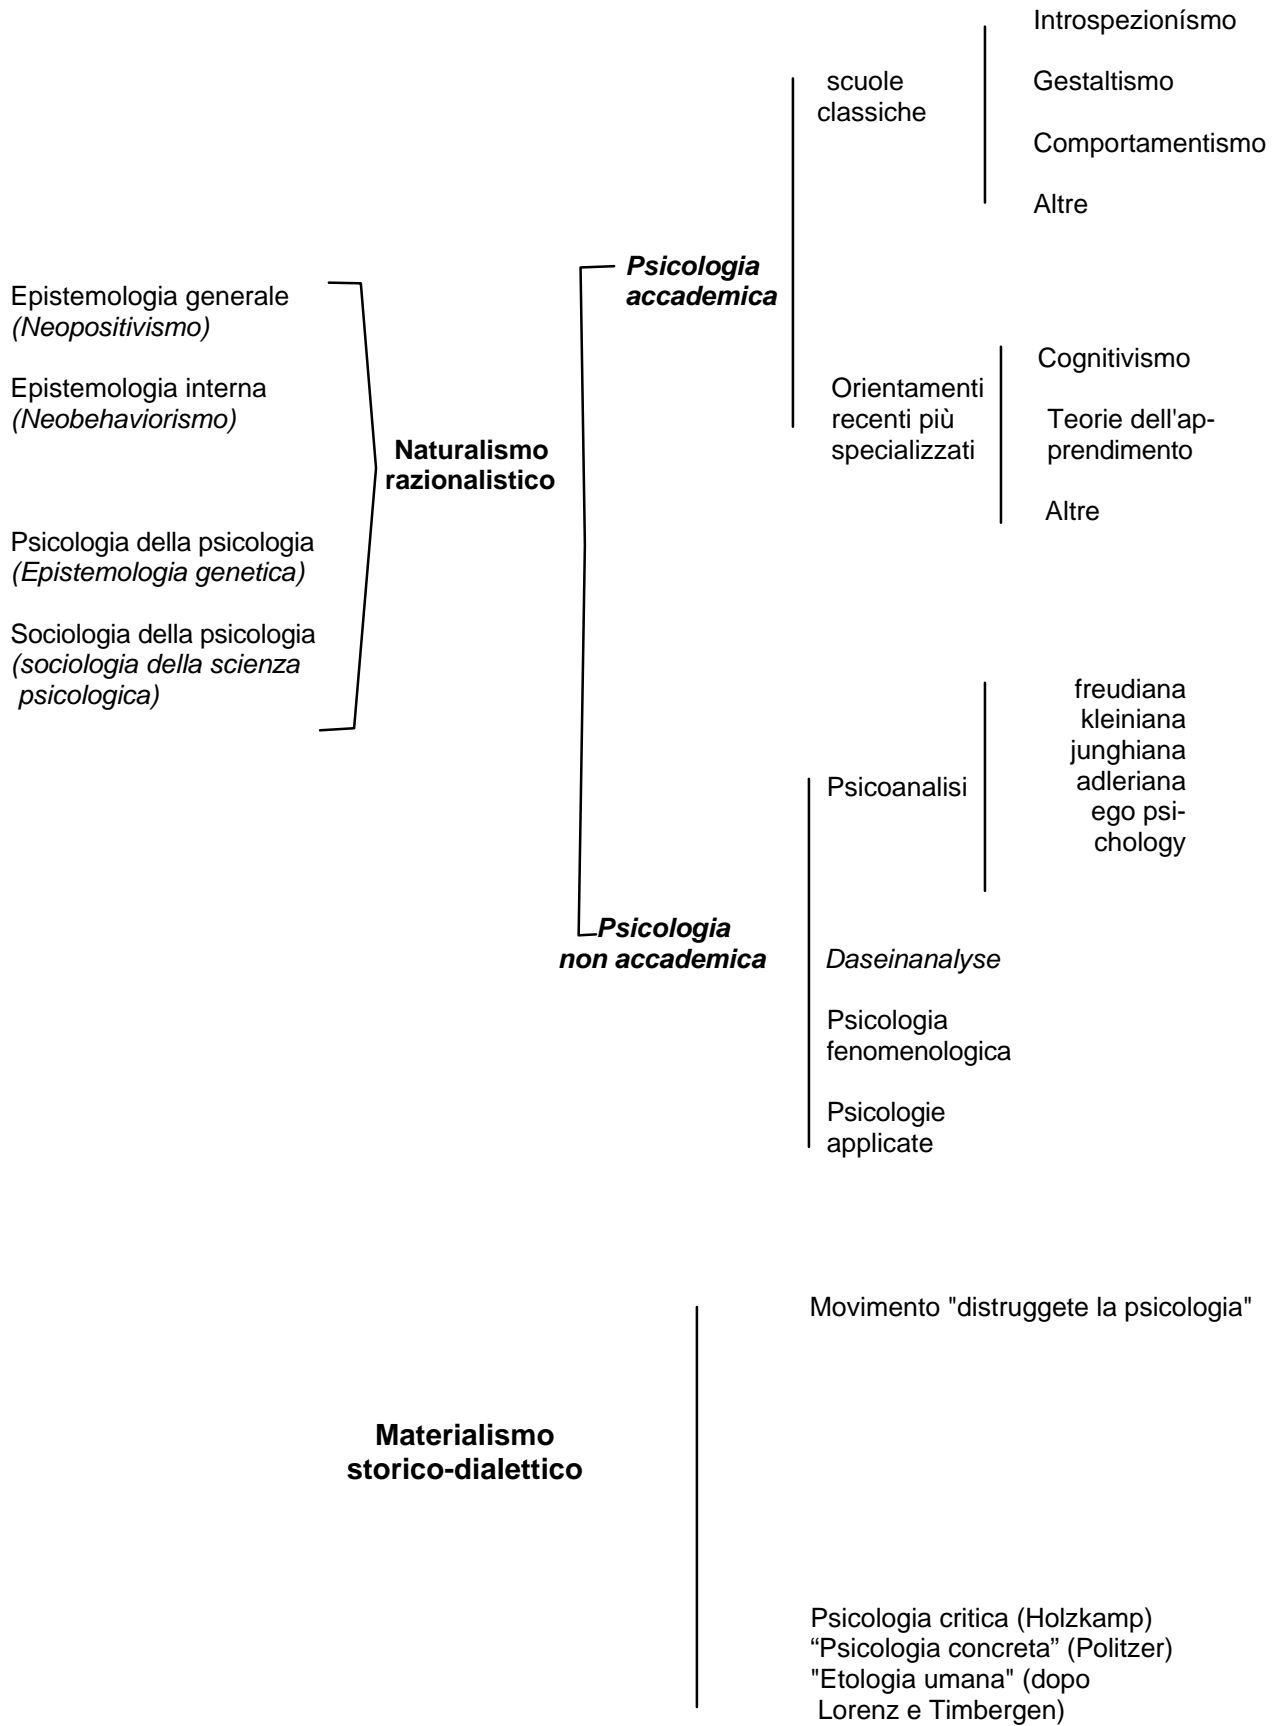 Introspezionísmo
scuole
classiche
Gestaltismo
Comportamentismo
Altre
Psicologia
accademica
Epistemologia generale
(Neopositivismo)
Epistemologia interna
(Neobehaviorismo)
Naturalismo
razionalistico
Psicologia della psicologia
(Epistemologia genetica)
Sociologia della psicologia
(sociologia della scienza
psicologica)
Orientamenti
recenti più
specializzati
Cognitivismo
Teorie dell'ap-
prendimento
Altre
Psicoanalisi
freudiana
kleiniana
junghiana
adleriana
ego psi-
chology
Psicologia
non accademica
Daseinanalyse
Psicologia
fenomenologica
Psicologie
applicate
Movimento "distruggete la psicologia"
Materialismo
storico-dialettico
Psicologia critica (Holzkamp)
“Psicologia concreta” (Politzer)
"Etologia umana" (dopo
Lorenz e Timbergen)